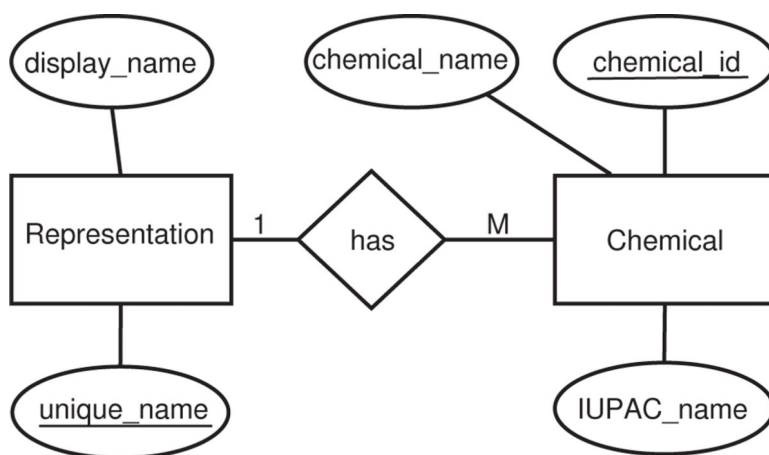 display_name
chemical_name
chemical_id
Representation
1
has
M
Chemical
unique_name
IUPAC_name